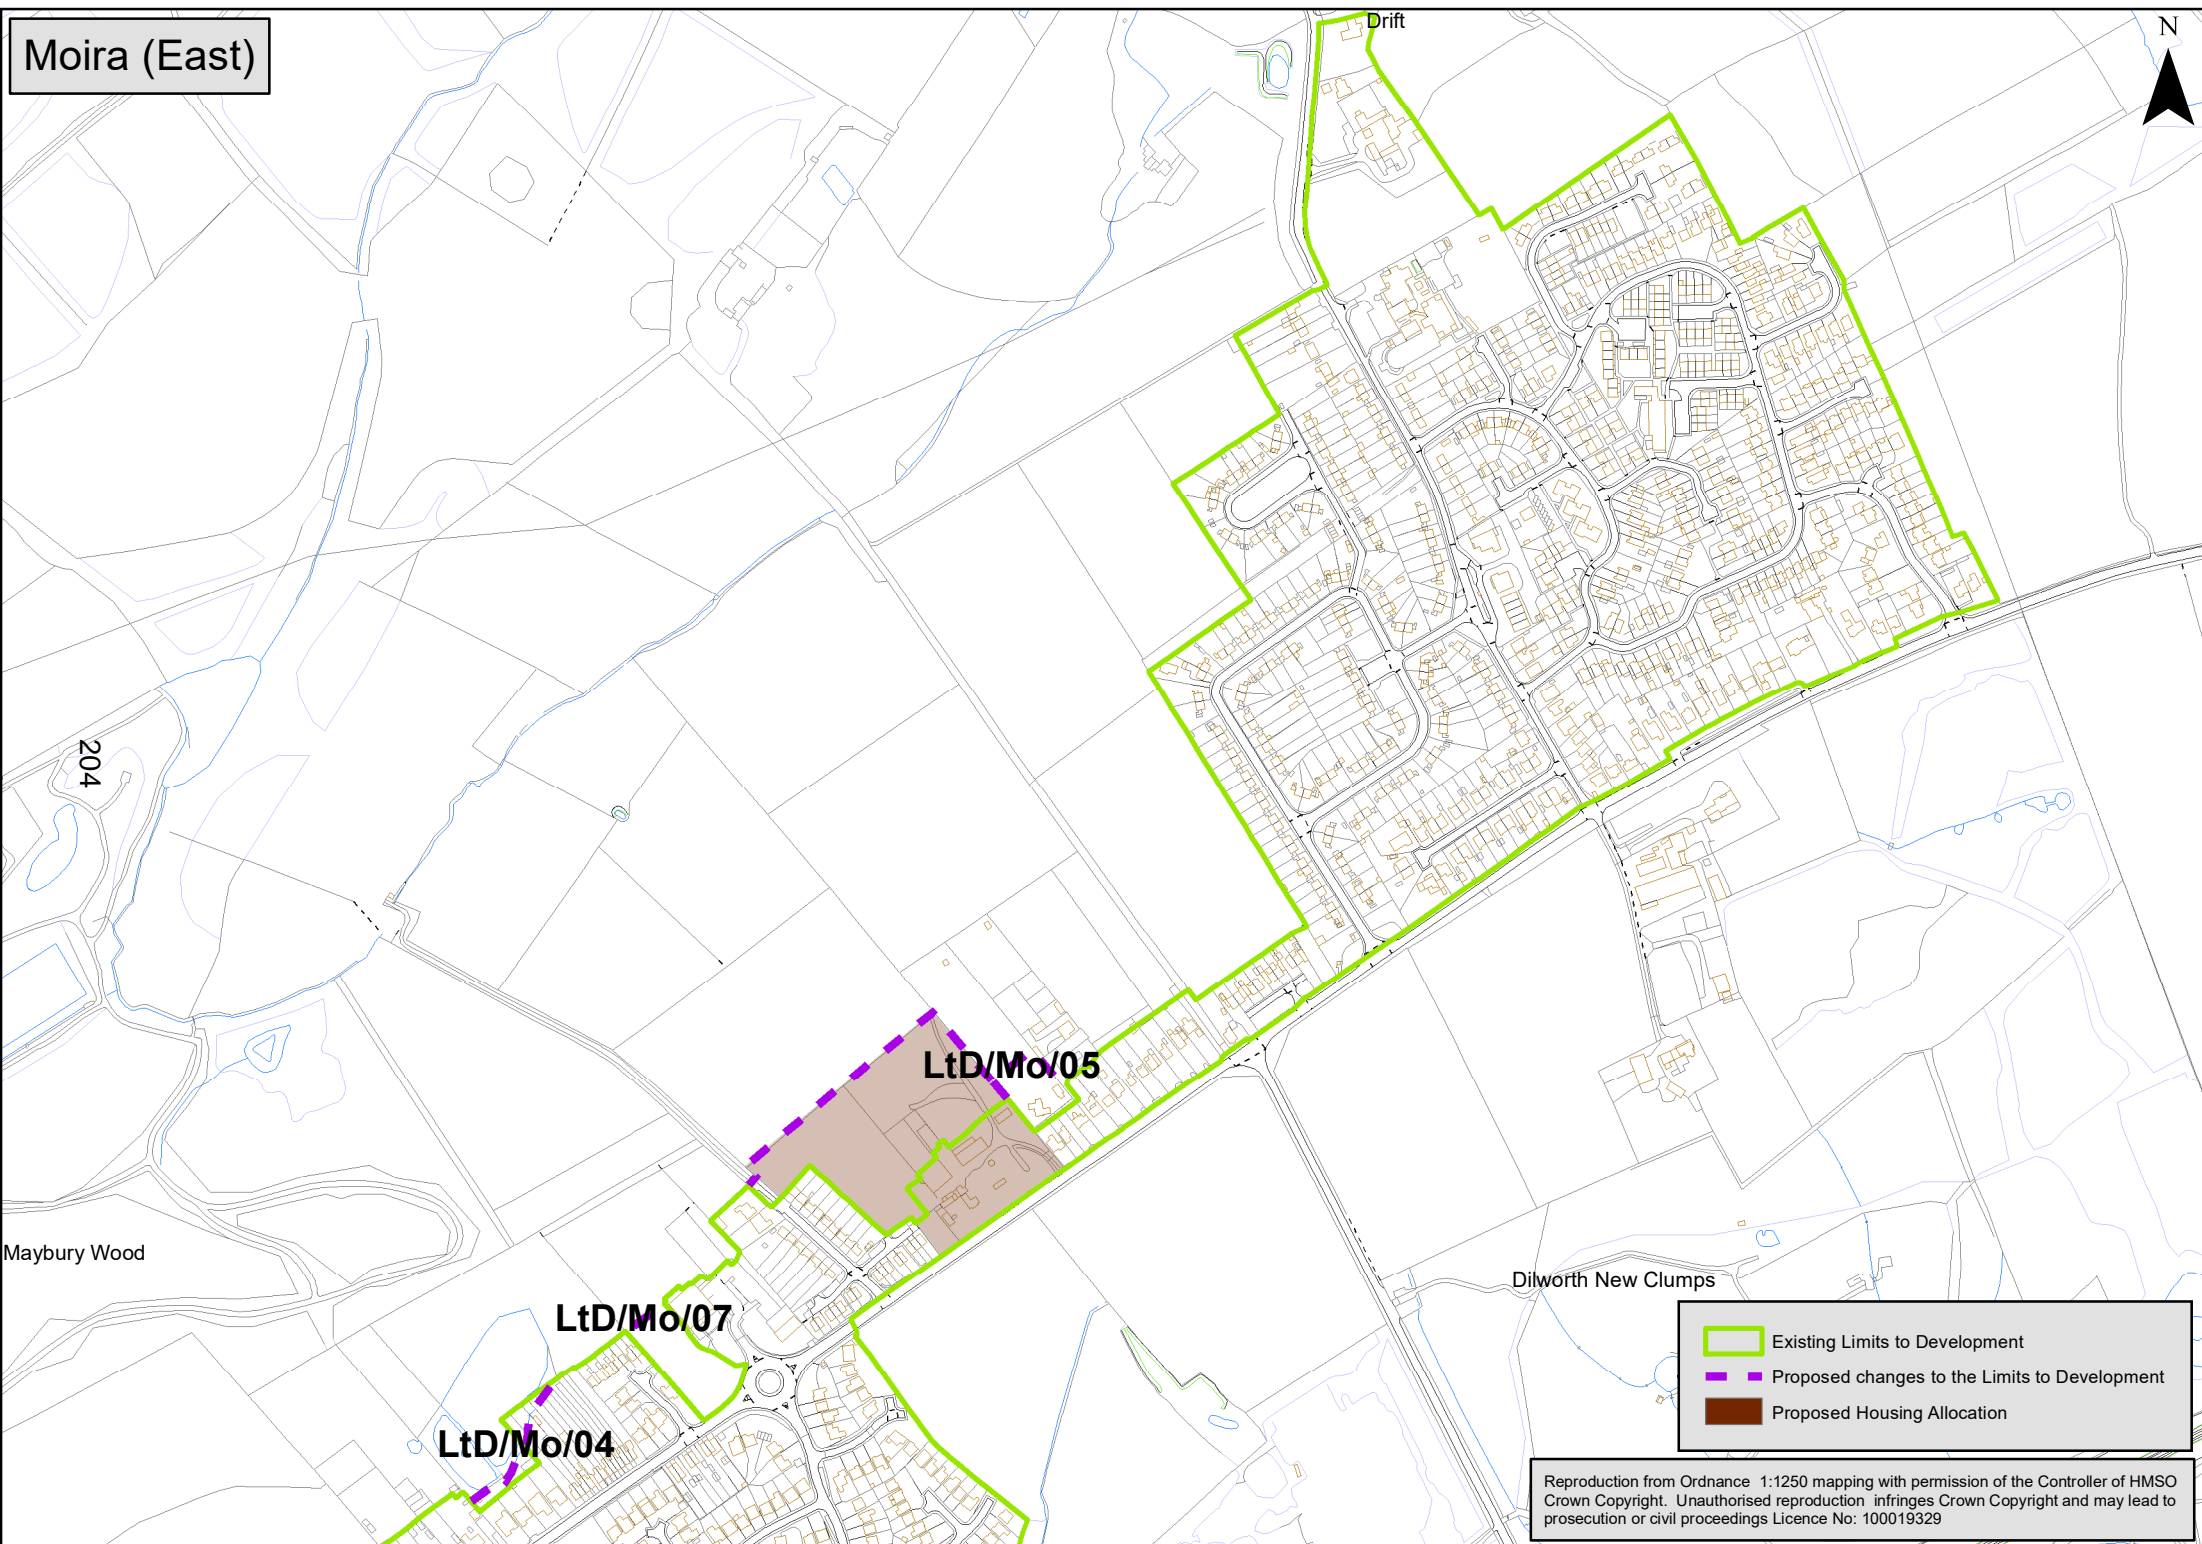 Moira (East)
Drift
N
204
LtD/Mo/05
Maybury Wood
Dilworth New Clumps
LtD/Mo/07
LtD/Mo/04
Existing Limits to Development
Proposed changes to the Limits to Development
Proposed Housing Allocation
Reproduction from Ordnance 1:1250 mapping with permission of the Controller of HMSO
Crown Copyright. Unauthorised reproduction infringes Crown Copyright and may lead to
prosecution or civil proceedings Licence No: 100019329